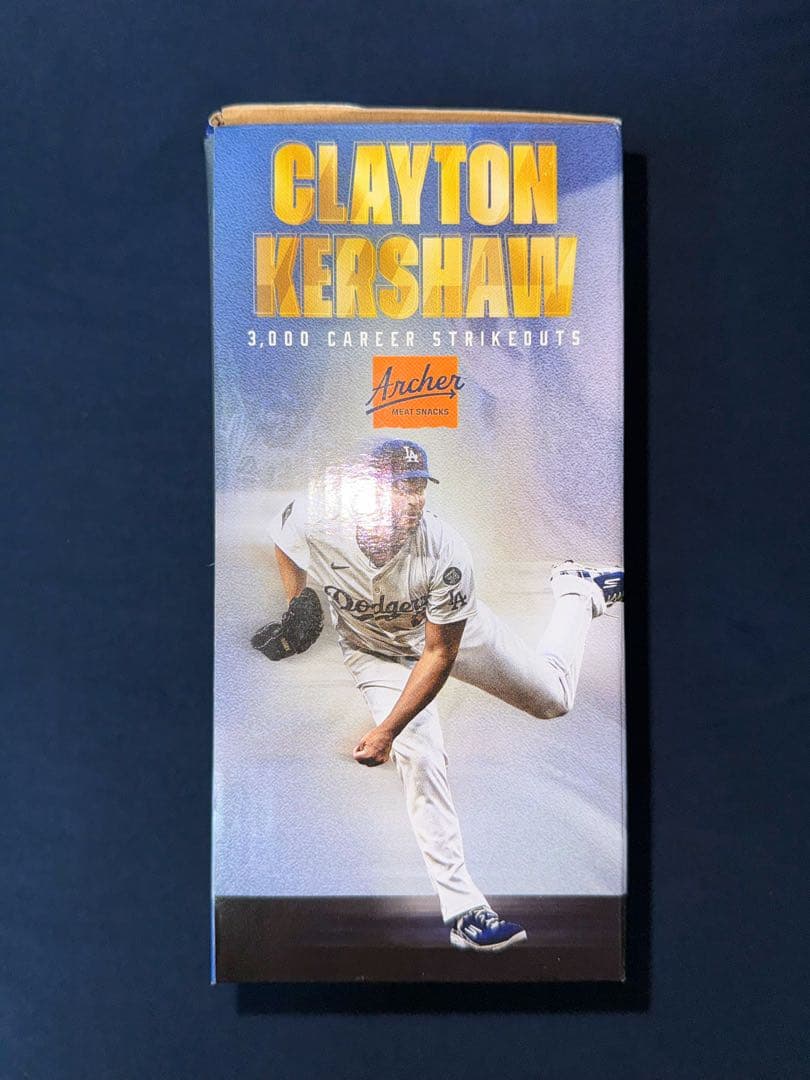 CLAYTON
KERSHAW
3,000 CAREER STRIKEOUTS
Archer
MEAT SNACKS
LA
Dodgers
LA